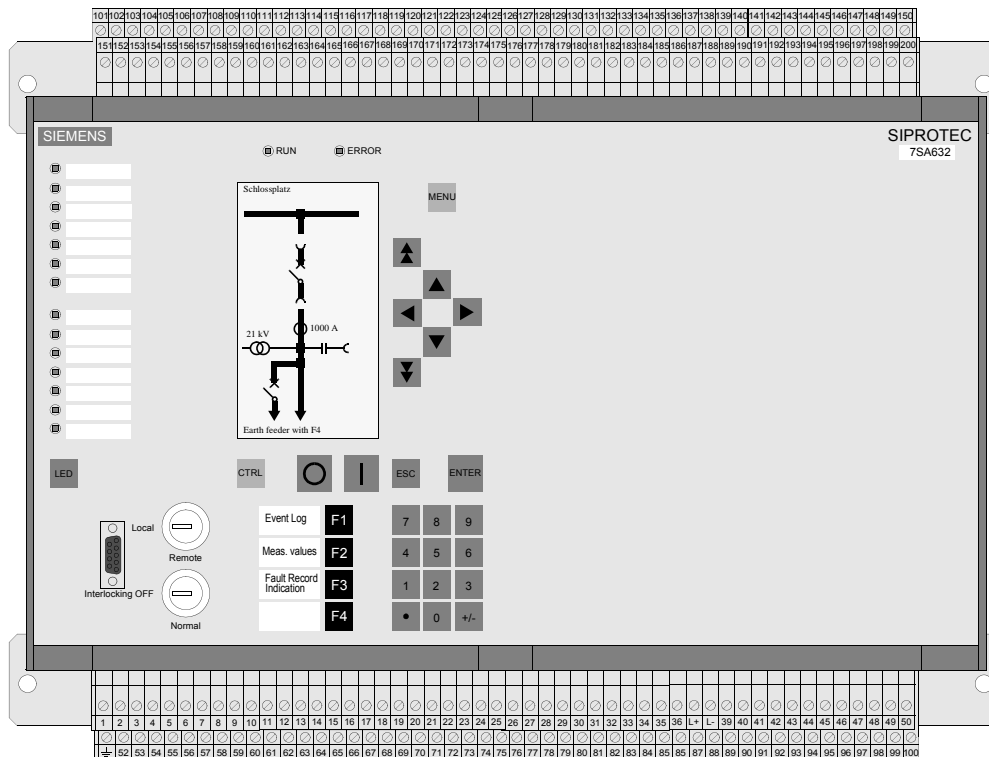 101 102 103 104 105 106 107 108 109 110 111 112 113 114 115 116 117 118 119 120 121 122 123 124 125 126 127 128 129 130 131 132 133 134 135 136 137 138 139 140 141 142 143 144 145 146 147 148 149 150
151 152 153 154 155 156 157 158 159 160 161 162 163 164 165 166 167 168 169 170 171 172 173 174 175 176 177 178 179 180 181 182 183 184 185 186 187 188 189 190 191 192 193 194 195 196 197 198 199 200
SIEMENS
SIPROTEC
7SA632
RUN ERROR
Schlossplatz
MENU
1000 A
21 kV
Earth feeder with F4
LED
CTRL
ESC
ENTER
Event Log F1 7 8 9
Local
Meas. values F2 4 5 6
Remote
Fault Record
Indication F3 1 2 3
Interlocking OFF
F4 • 0 +/-
Normal
1 2 3 4 5 6 7 8 9 10 11 12 13 14 15 16 17 18 19 20 21 22 23 24 25 26 27 28 29 30 31 32 33 34 35 36 L+ L- 39 40 41 42 43 44 45 46 47 48 49 50
52 53 54 55 56 57 58 59 60 61 62 63 64 65 66 67 68 69 70 71 72 73 74 75 76 77 78 79 80 81 82 83 84 85 85 87 88 89 90 91 92 93 94 95 96 97 98 99 100